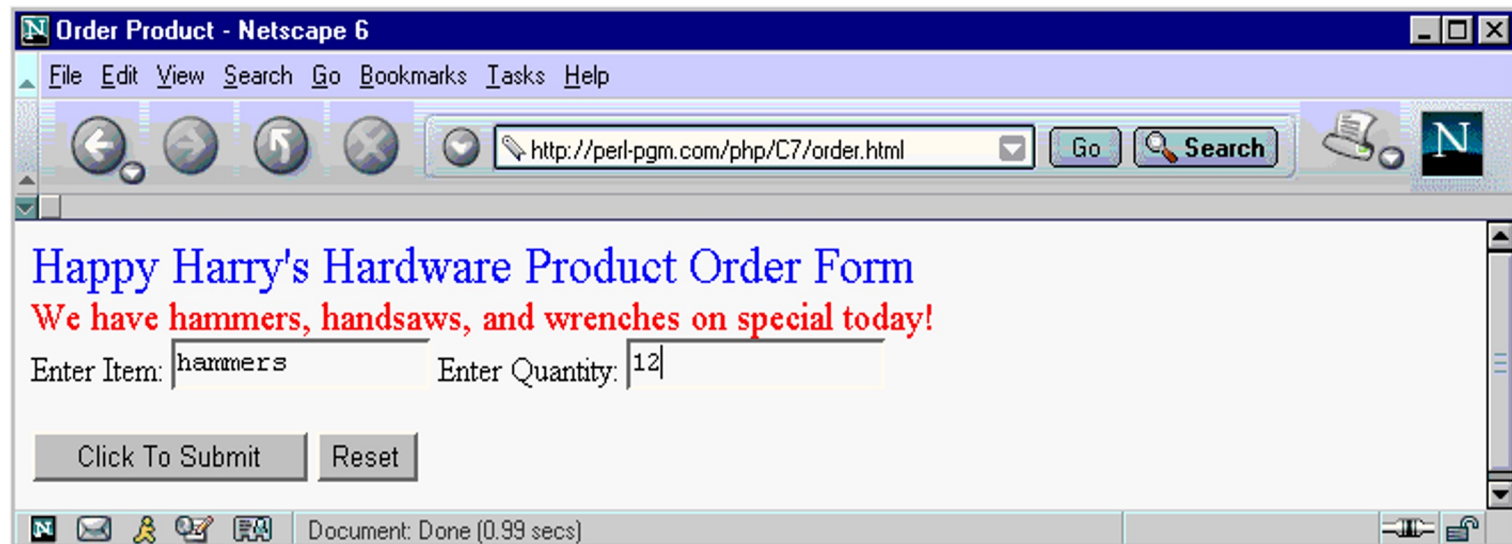 N Order Product - Netscape 6
File Edit View Search Go Bookmarks Tasks Help
http://perl-pgm.com/php/C7/order.html Go Search N
Happy Harry's Hardware Product Order Form
We have hammers, handsaws, and wrenches on special today!
Enter Item: hammers Enter Quantity: 12
Click To Submit Reset
N Document: Done (0.99 secs)